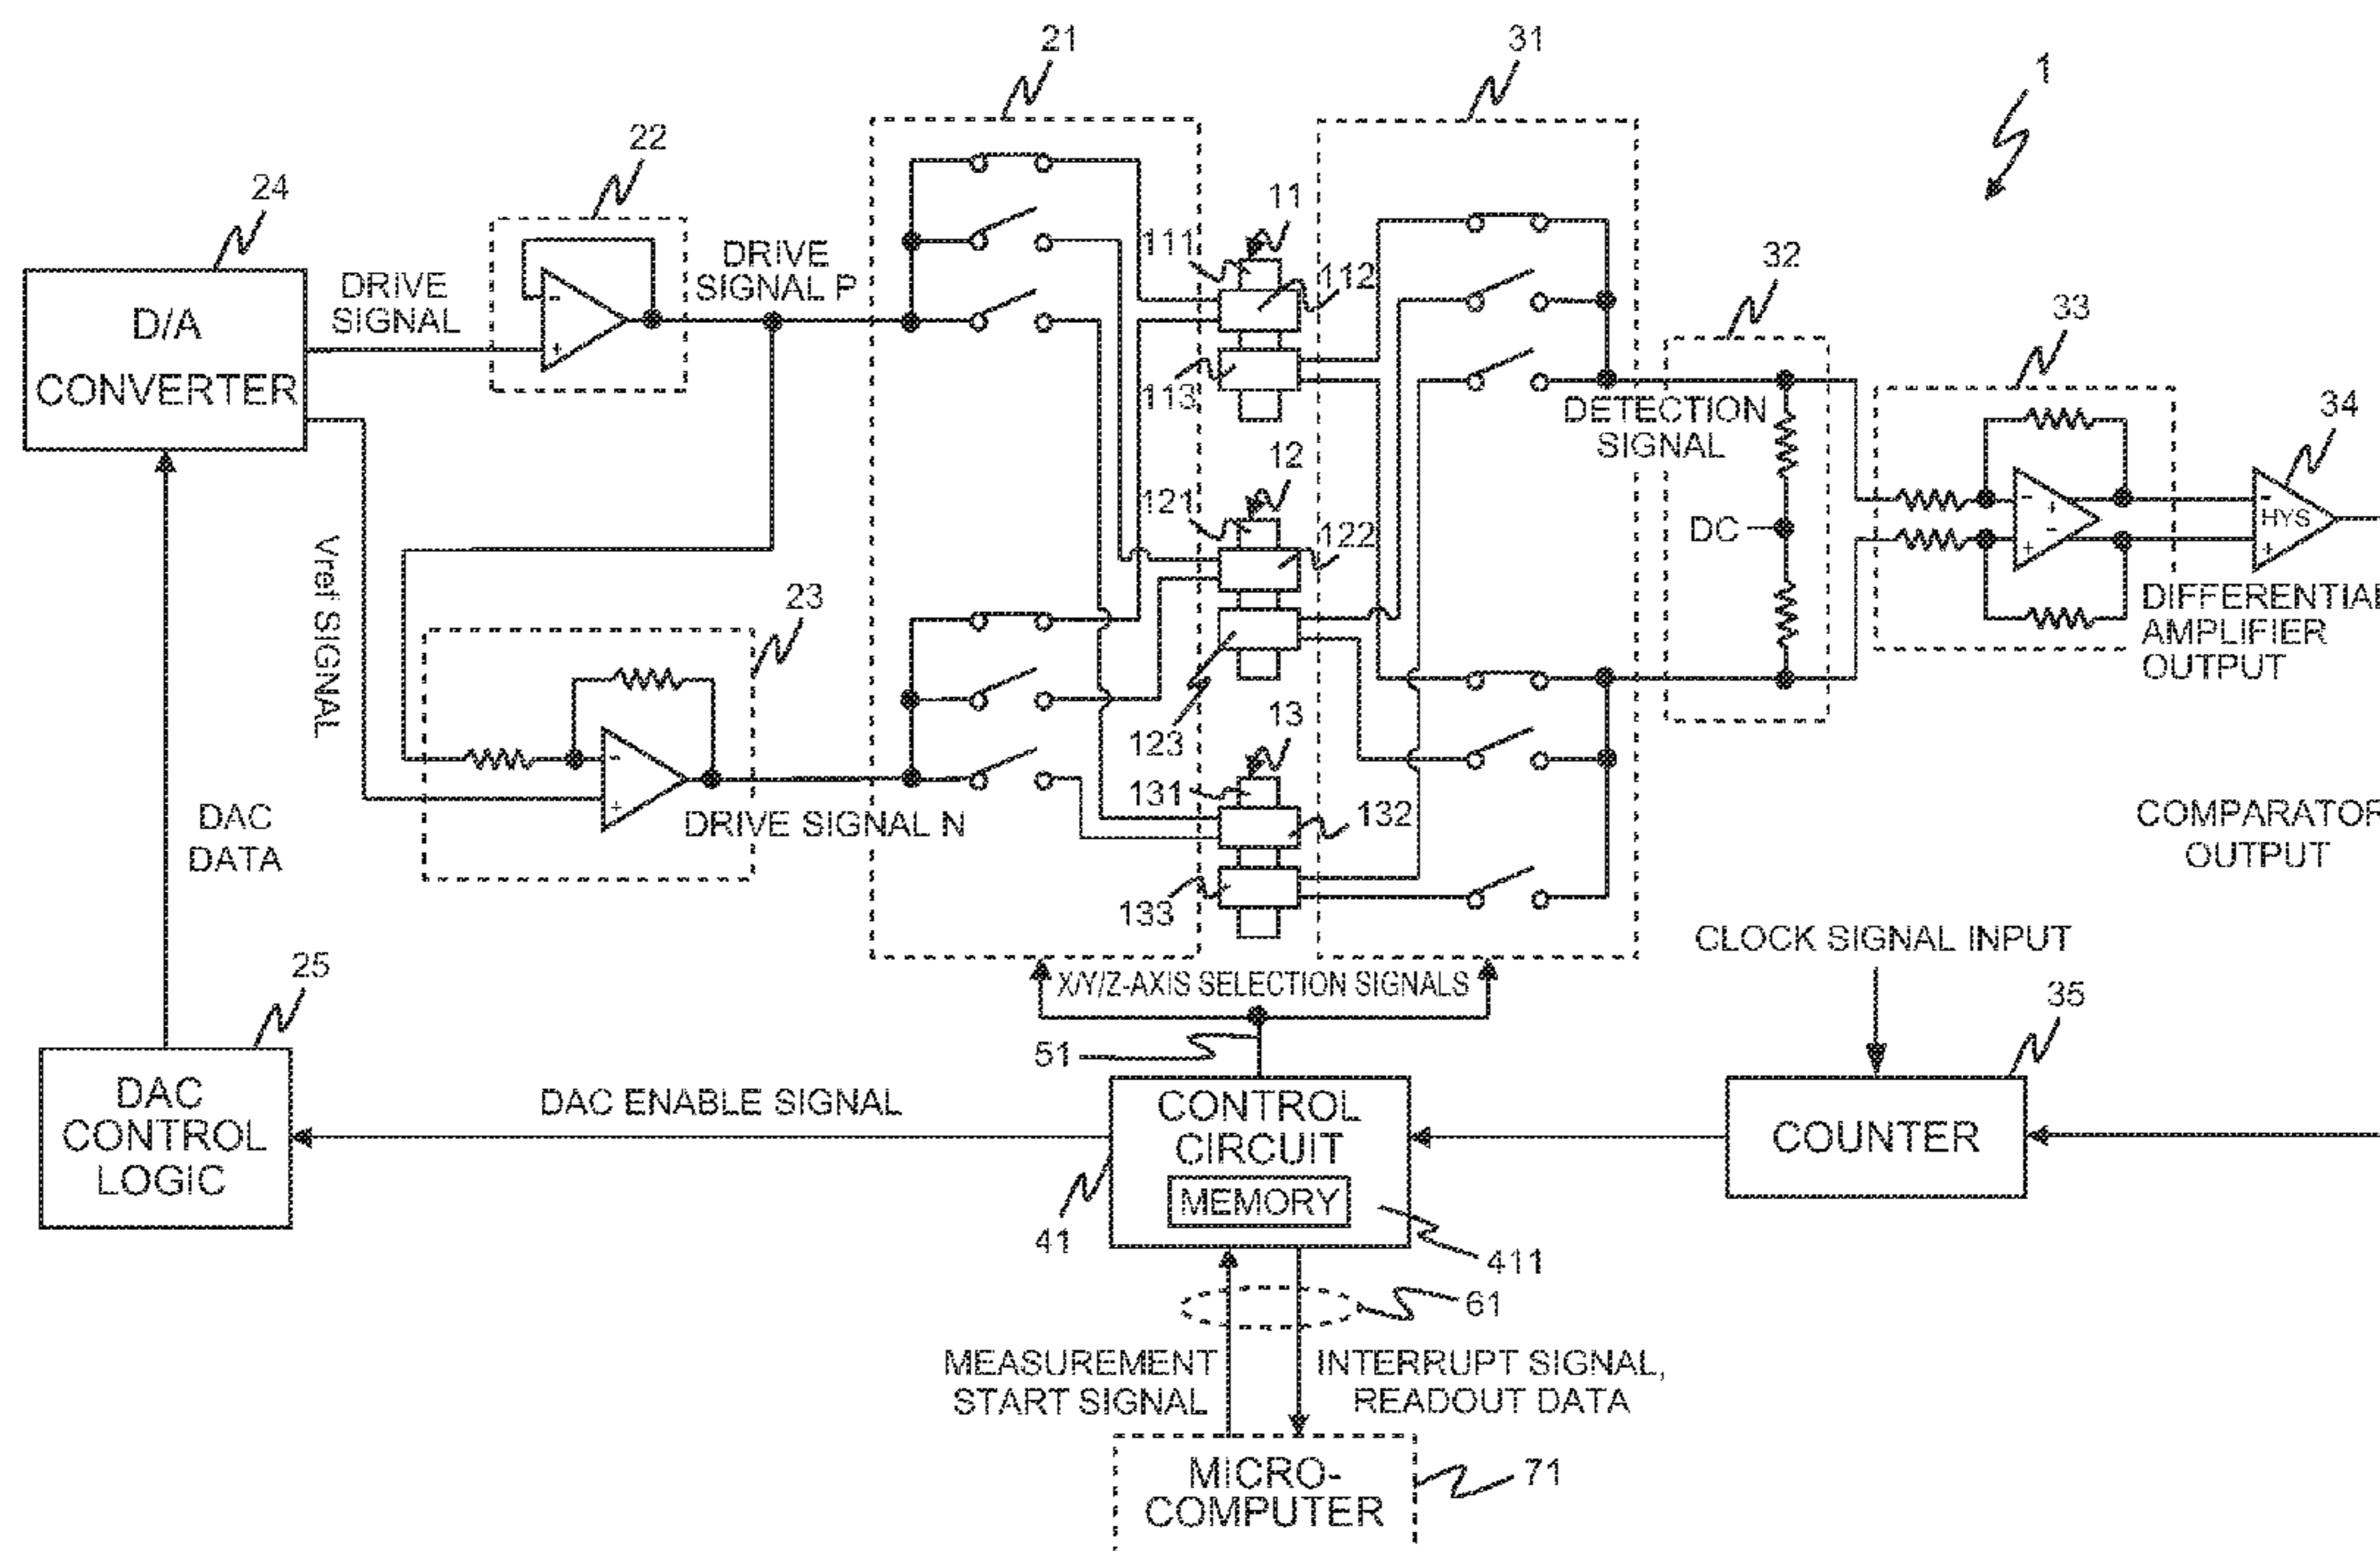 21
31
1
22
24
11
111
112
32
DRIVE
SIGNAL
DRIVE
SIGNAL P
D/A
CONVERTER
33
113
DETECTION
SIGNAL
34
12
121
122
DC
HYS
Vref SIGNAL
23
DIFFERENTIAL
AMPLIFIER
OUTPUT
123
13
131
132
DAC
DATA
DRIVE SIGNAL N
COMPARATOR
OUTPUT
133
CLOCK SIGNAL INPUT
25
X/Y/Z-AXIS SELECTION SIGNALS
35
51
DAC
CONTROL
LOGIC
DAC ENABLE SIGNAL
CONTROL
CIRCUIT
MEMORY
COUNTER
41
411
61
MEASUREMENT
START SIGNAL
INTERRUPT SIGNAL,
READOUT DATA
MICRO-
COMPUTER
71